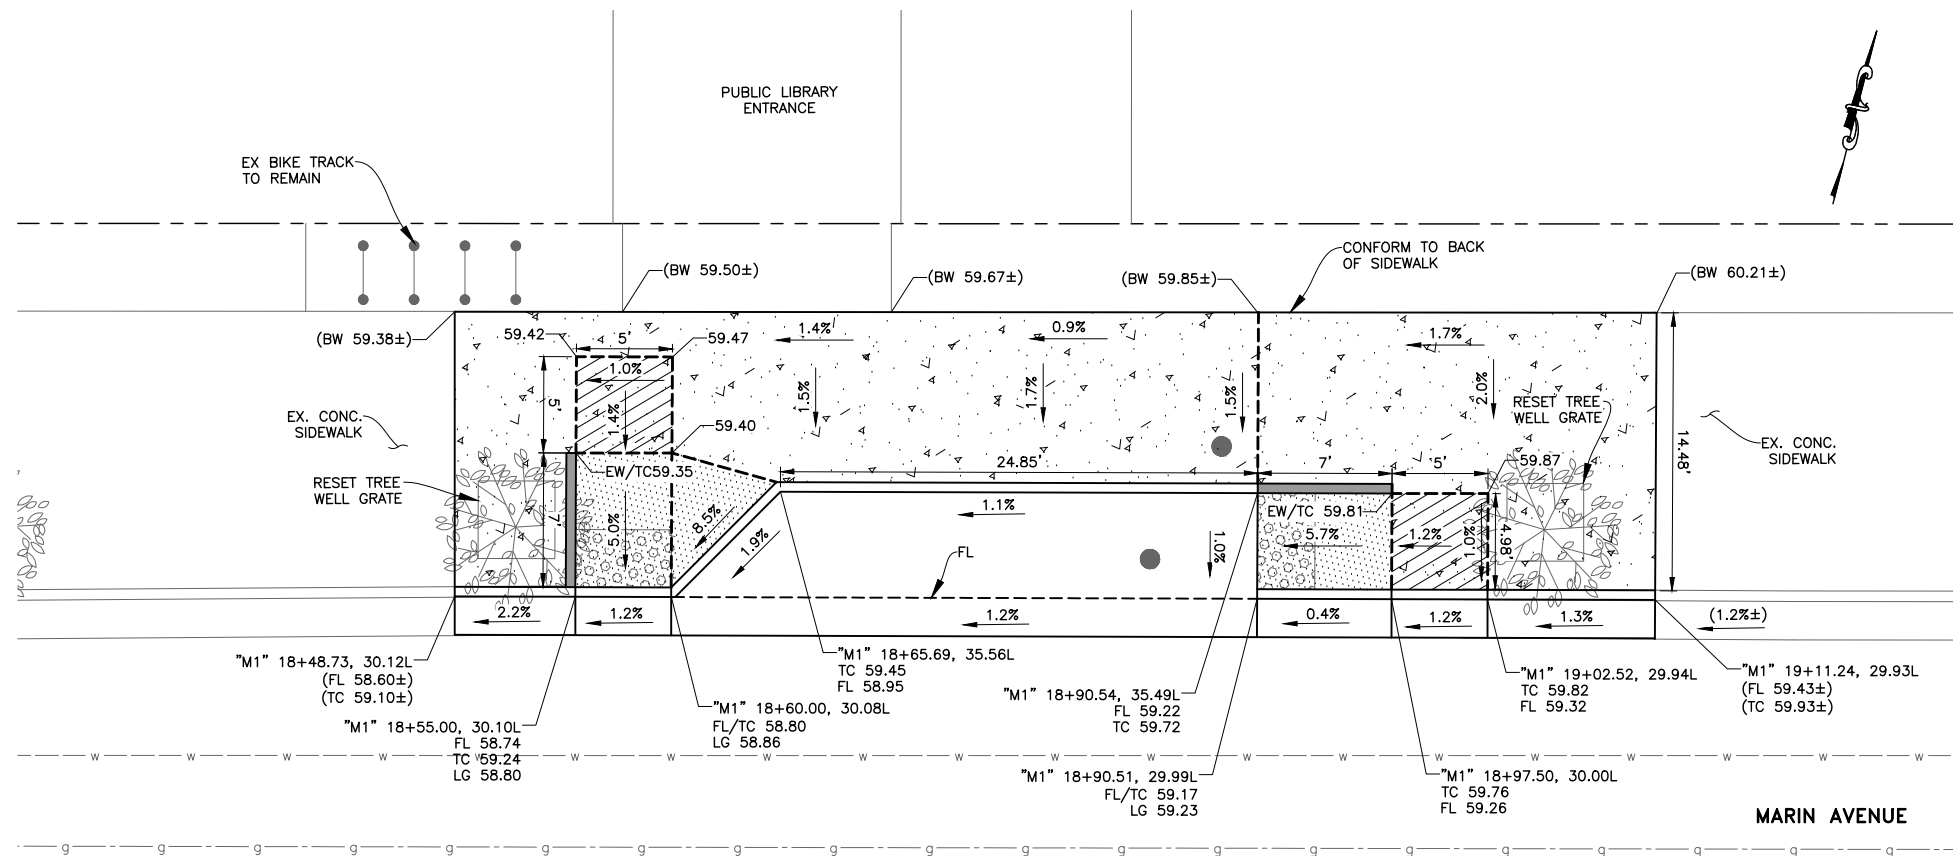 PUBLIC LIBRARY
ENTRANCE
EX BIKE TRACK
TO REMAIN
CONFORM TO BACK
OF SIDEWALK
(BW 59.50±)
(BW 59.67±)
(BW 59.85±)
(BW 60.21±)
(BW 59.38±)
59.42
5'
59.47
1.4%
0.9%
1.7%
1.0%
5'
1.4%
1.5%
1.7%
1.5%
2.0%
RESET TREE
WELL GRATE
EX. CONC.
SIDEWALK
59.40
14.48'
EX. CONC.
SIDEWALK
EW/TC59.35
24.85'
7'
5'
59.87
RESET TREE
WELL GRATE
7'
5.0%
8.5%
1.9%
1.1%
EW/TC 59.81
1.0%
5.7%
1.2%
1.0%
4.98'
FL
2.2%
1.2%
1.2%
0.4%
1.2%
1.3%
(1.2%±)
"M1" 18+48.73, 30.12L
(FL 58.60±)
(TC 59.10±)
"M1" 18+65.69, 35.56L
TC 59.45
FL 58.95
"M1" 19+02.52, 29.94L
TC 59.82
FL 59.32
"M1" 19+11.24, 29.93L
(FL 59.43±)
(TC 59.93±)
"M1" 18+90.54, 35.49L
FL 59.22
TC 59.72
"M1" 18+60.00, 30.08L
FL/TC 58.80
LG 58.86
"M1" 18+55.00, 30.10L
FL 58.74
TC 59.24
LG 58.80
"M1" 18+90.51, 29.99L
FL/TC 59.17
LG 59.23
"M1" 18+97.50, 30.00L
TC 59.76
FL 59.26
w w w w w w w w w w w w w w w w w w w w
MARIN AVENUE
g g g g g g g g g g g g g g g g g g g g